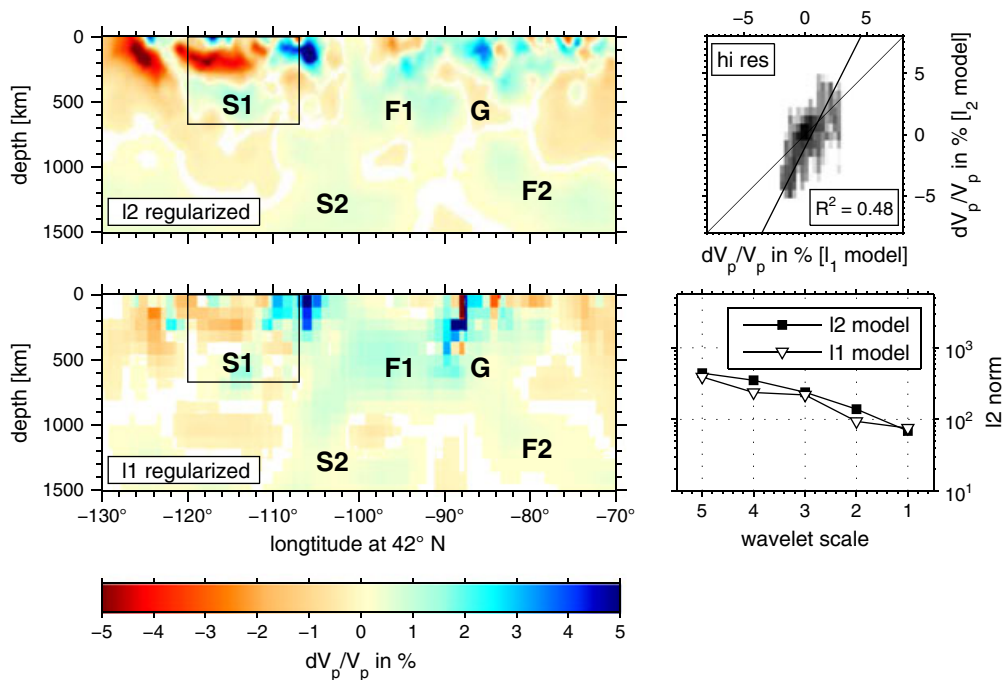 0
500
1000
1500
depth [km]
S1
F1
G
S2
F2
l2 regularized
−5
0
5
hi res
5
0
−5
R² = 0.48
dVp/Vp in % [l1 model]
dVp/Vp in % [l2 model]
0
500
1000
1500
depth [km]
S1
F1
G
S2
F2
l1 regularized
−130° −120° −110° −100° −90° −80° −70°
longtitude at 42° N
l2 model
l1 model
10³
10²
10¹
l2 norm
5 4 3 2 1
wavelet scale
−5 −4 −3 −2 −1 0 1 2 3 4 5
dVp/Vp in %